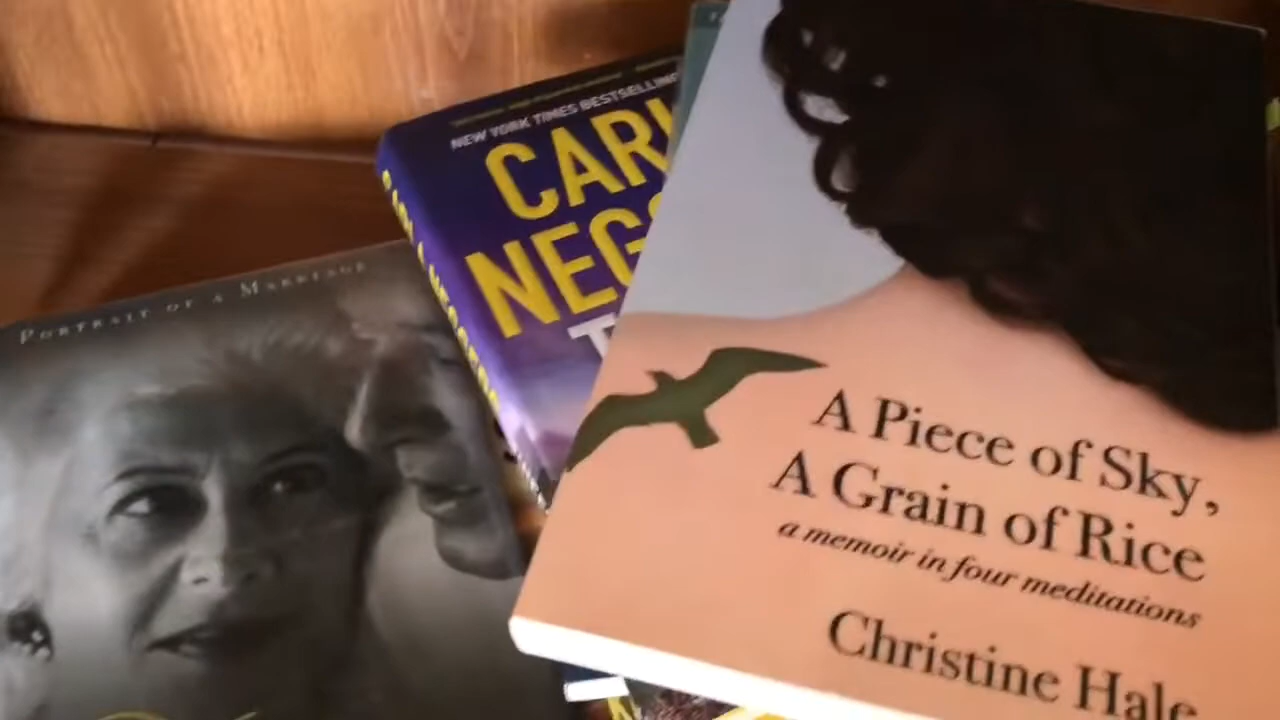 PORTRAIT OF A MARRIAGE
NEW YORK TIMES BESTSELLING
CARL
NEG
T
A Piece of Sky,
A Grain of Rice
a memoir in four meditations
Christine Hale